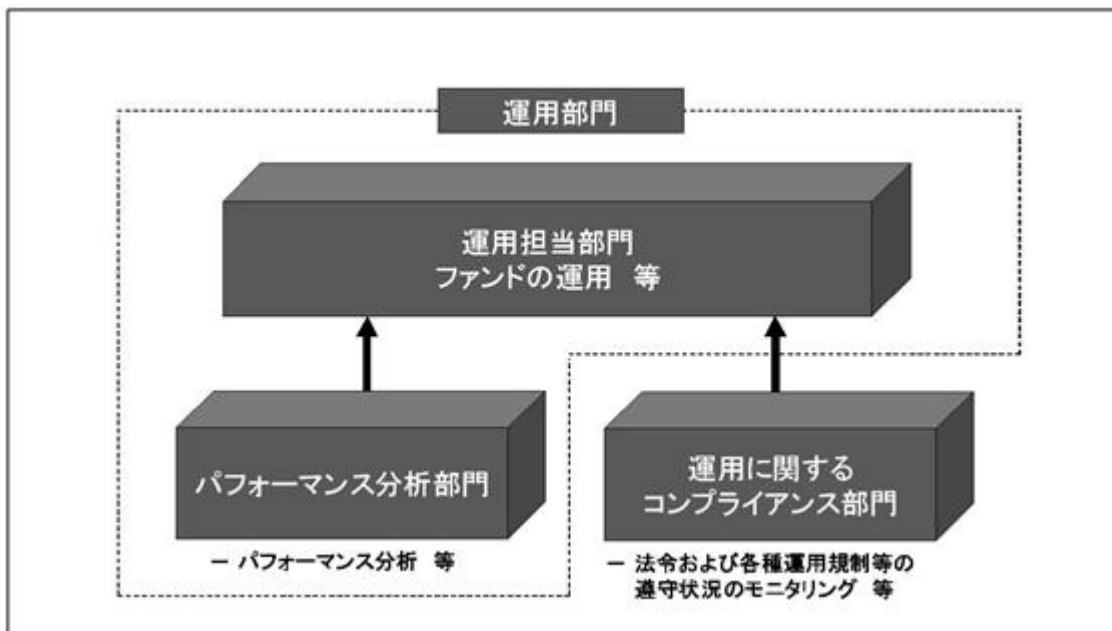 運用部門
運用担当部門
ファンドの運用 等
パフォーマンス分析部門
− パフォーマンス分析 等
運用に関する
コンプライアンス部門
− 法令および各種運用規制等の
遵守状況のモニタリング 等